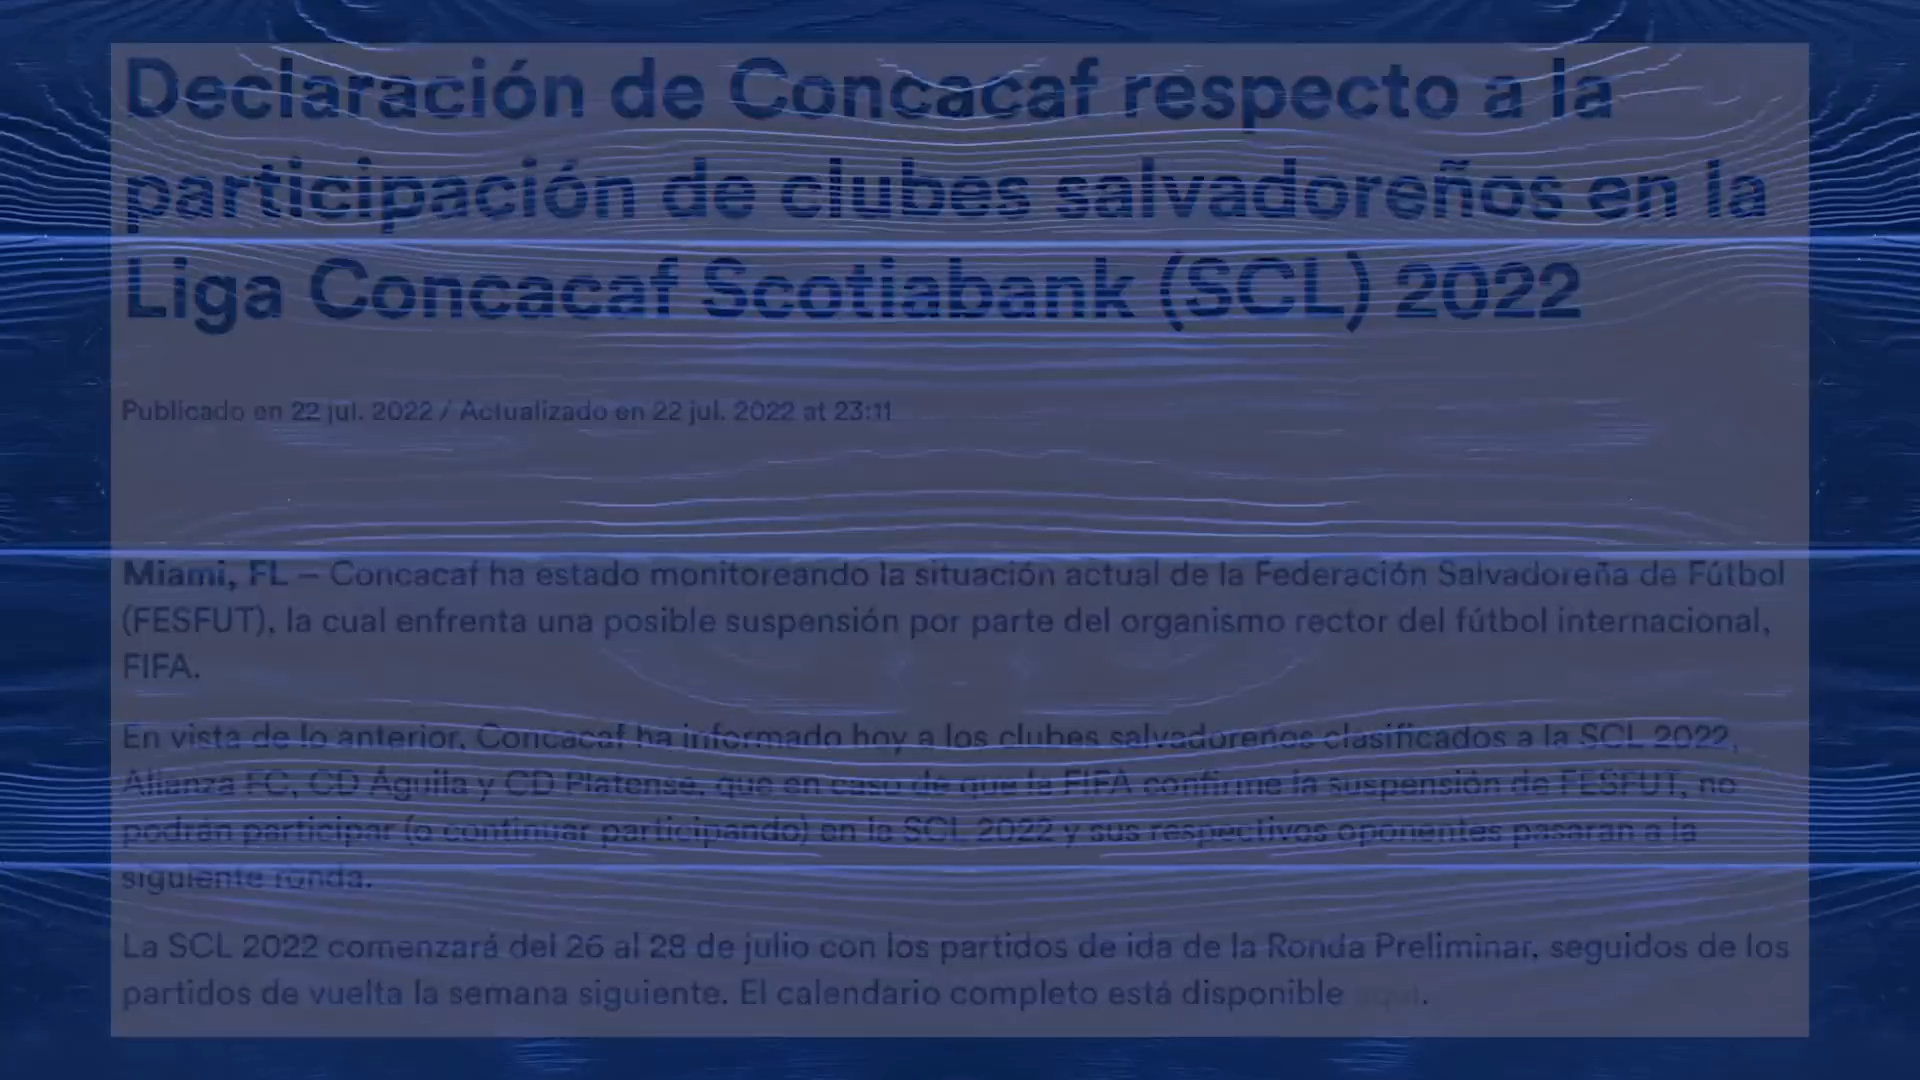 Declaración de Concacaf respecto a la
participación de clubes salvadoreños en la
Liga Concacaf Scotiabank (SCL) 2022
Publicado en 22 jul. 2022 / Actualizado en 22 jul. 2022 at 23:11
Miami, FL – Concacaf ha estado monitoreando la situación actual de la Federación Salvadoreña de Fútbol
(FESFUT), la cual enfrenta una posible suspensión por parte del organismo rector del fútbol internacional,
FIFA.
En vista de lo anterior, Concacaf ha informado hoy a los clubes salvadorenos clasificados a la SCL 2022,
Alianza FC, CD Águila y CD Platense, que en caso de que la FIFA confirme la suspensión de FESFUT, no
podrán participar (o continuar participando) en la SCL 2022 y sus respectivos oponentes pasaran a la
siguiente ronda.
La SCL 2022 comenzará del 26 al 28 de julio con los partidos de ida de la Ronda Preliminar, seguidos de los
partidos de vuelta la semana siguiente. El calendario completo está disponible aquí.